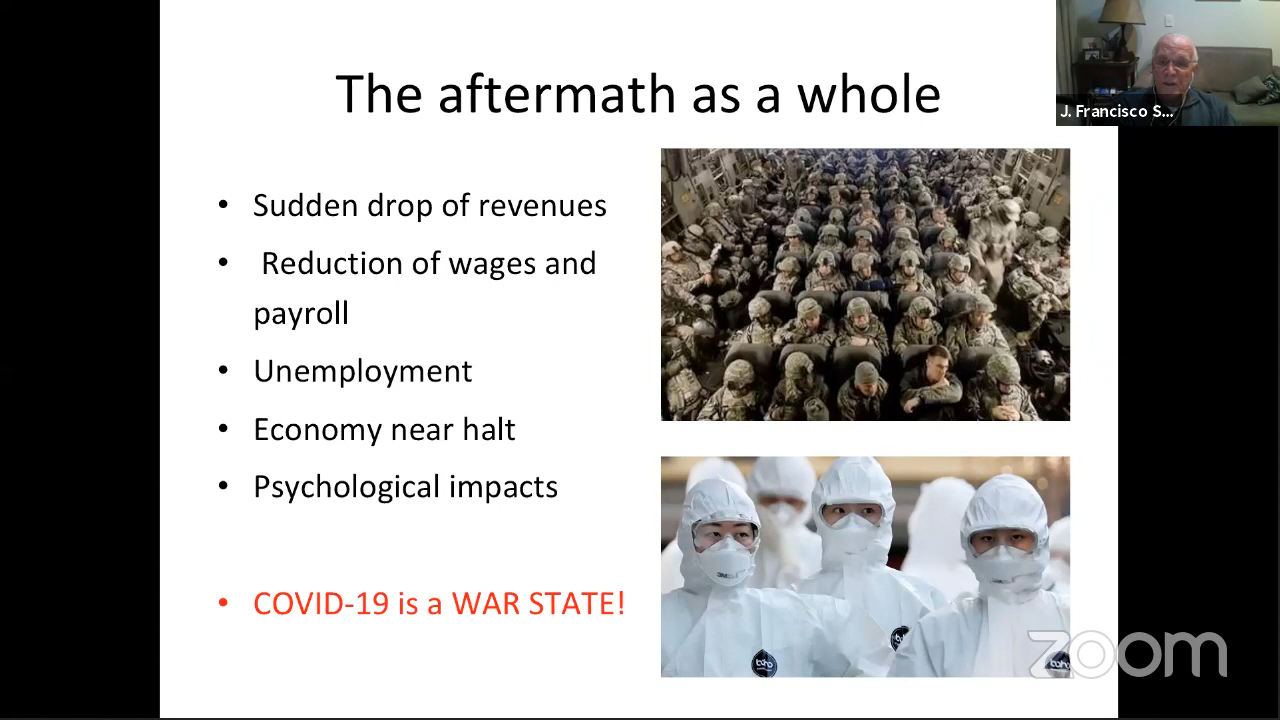 The aftermath as a whole
J. Francisco S...
• Sudden drop of revenues
• Reduction of wages and
payroll
• Unemployment
• Economy near halt
• Psychological impacts
• COVID-19 is a WAR STATE!
3M
zoom